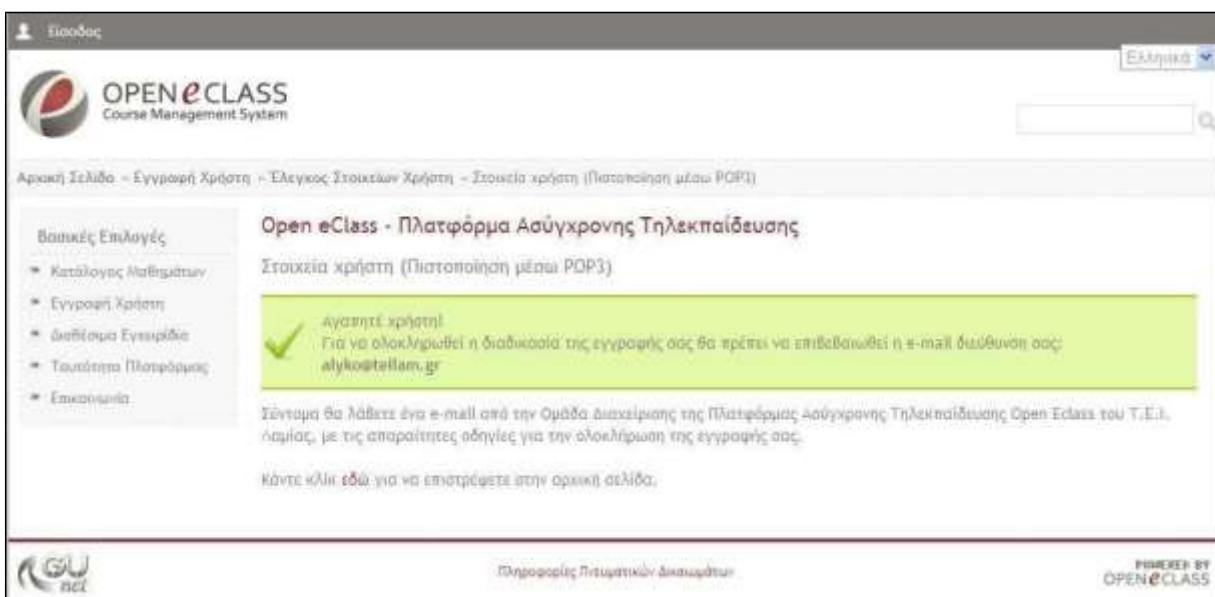 Είσοδος
Ελληνικά
OPEN eCLASS
Course Management System
Αρχική Σελίδα - Εγγραφή Χρήστη - Έλεγχος Στοιχείων Χρήστη - Στοιχεία χρήστη (Πιστοποίηση μέσω POP3)
Βασικές Επιλογές
Κατάλογος Μαθημάτων
Εγγραφή Χρήστη
Διαθέσιμα Εγχειρίδια
Ταυτότητα Πλατφόρμας
Επικοινωνία
Open eClass - Πλατφόρμα Ασύγχρονης Τηλεκπαίδευσης
Στοιχεία χρήστη (Πιστοποίηση μέσω POP3)
Αγαπητέ χρήστη!
Για να ολοκληρωθεί η διαδικασία της εγγραφής σας θα πρέπει να επιβεβαιωθεί η e-mail διεύθυνση σας:
alyko@teilam.gr
Σύντομα θα λάβετε ένα e-mail από την Ομάδα Διαχείρισης της Πλατφόρμας Ασύγχρονης Τηλεκπαίδευσης Open Eclass του Τ.Ε.Ι.
Λαμίας, με τις απαραίτητες οδηγίες για την ολοκλήρωση της εγγραφής σας.
Κάντε κλίκ εδώ για να επιστρέψετε στην αρχική σελίδα.
GU
net
Πληροφορίες Πνευματικών Δικαιωμάτων
POWERED BY
OPEN eCLASS